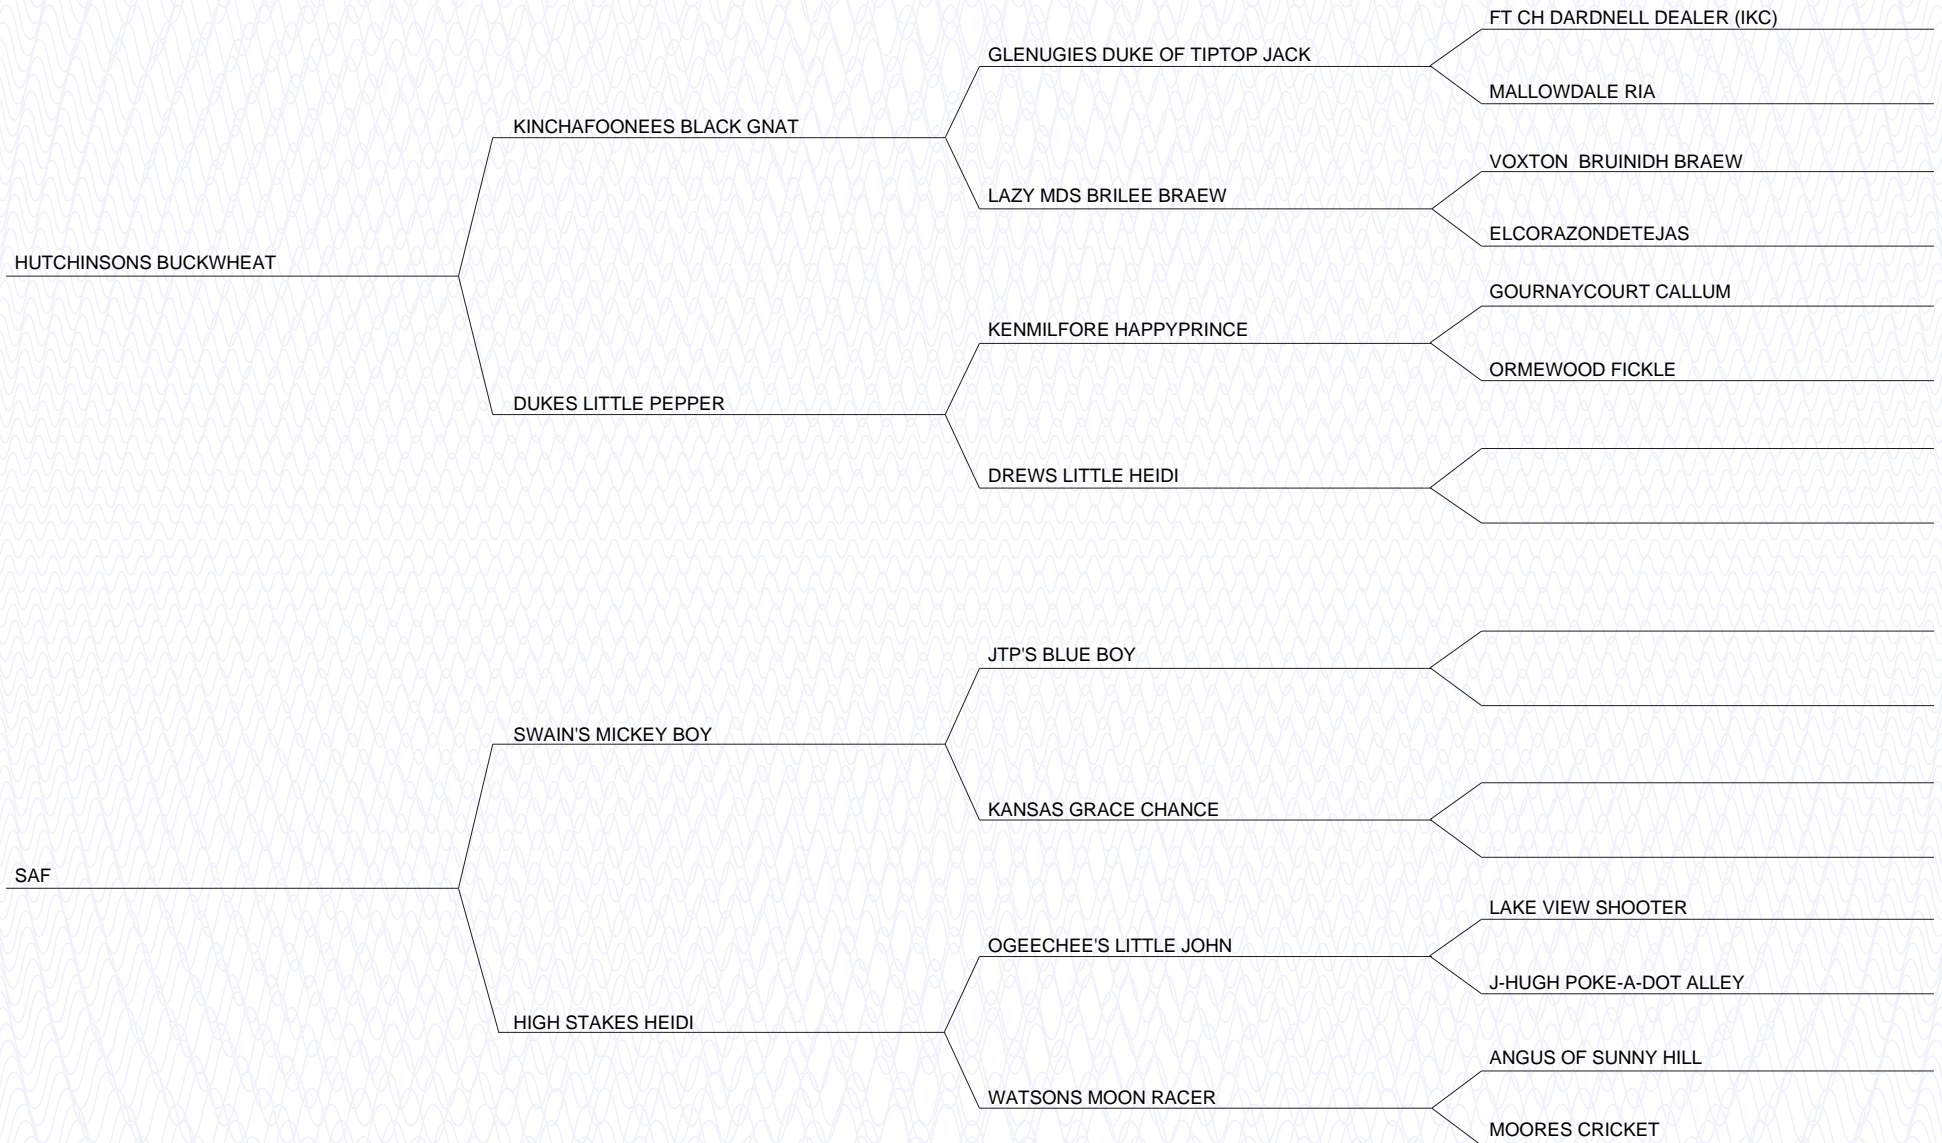 FT CH DARDNELL DEALER (IKC)
GLENUGIES DUKE OF TIPTOP JACK
MALLOWDALE RIA
KINCHAFOONEES BLACK GNAT
VOXTON  BRUINIDH BRAEW
LAZY MDS BRILEE BRAEW
ELCORAZONDETEJAS
HUTCHINSONS BUCKWHEAT
GOURNAYCOURT CALLUM
KENMILFORE HAPPYPRINCE
ORMEWOOD FICKLE
DUKES LITTLE PEPPER
DREWS LITTLE HEIDI
JTP'S BLUE BOY
SWAIN'S MICKEY BOY
KANSAS GRACE CHANCE
SAF
LAKE VIEW SHOOTER
OGEECHEE'S LITTLE JOHN
J-HUGH POKE-A-DOT ALLEY
HIGH STAKES HEIDI
ANGUS OF SUNNY HILL
WATSONS MOON RACER
MOORES CRICKET